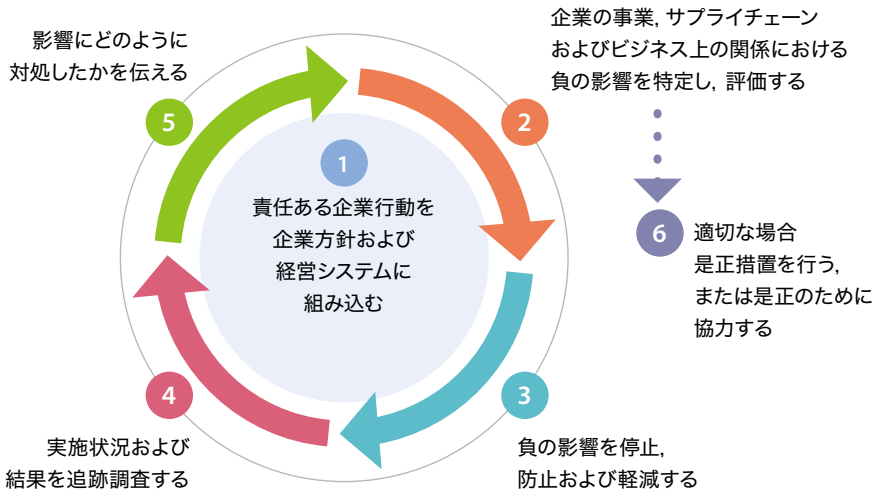 1
責任ある企業行動を
企業方針および
経営システムに
組み込む
2
企業の事業, サプライチェーン
およびビジネス上の関係における
負の影響を特定し, 評価する
3
負の影響を停止,
防止および軽減する
4
実施状況および
結果を追跡調査する
5
影響にどのように
対処したかを伝える
6
適切な場合
是正措置を行う,
または是正のために
協力する